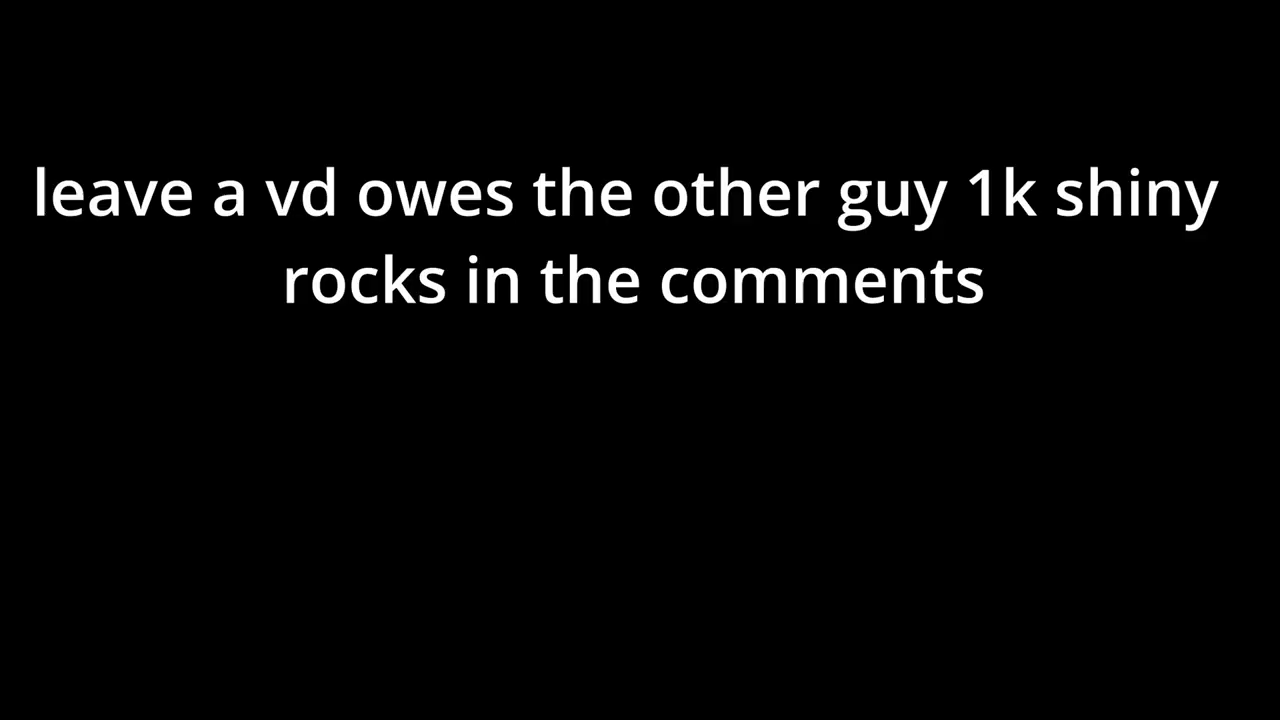 leave a vd owes the other guy 1k shiny
rocks in the comments